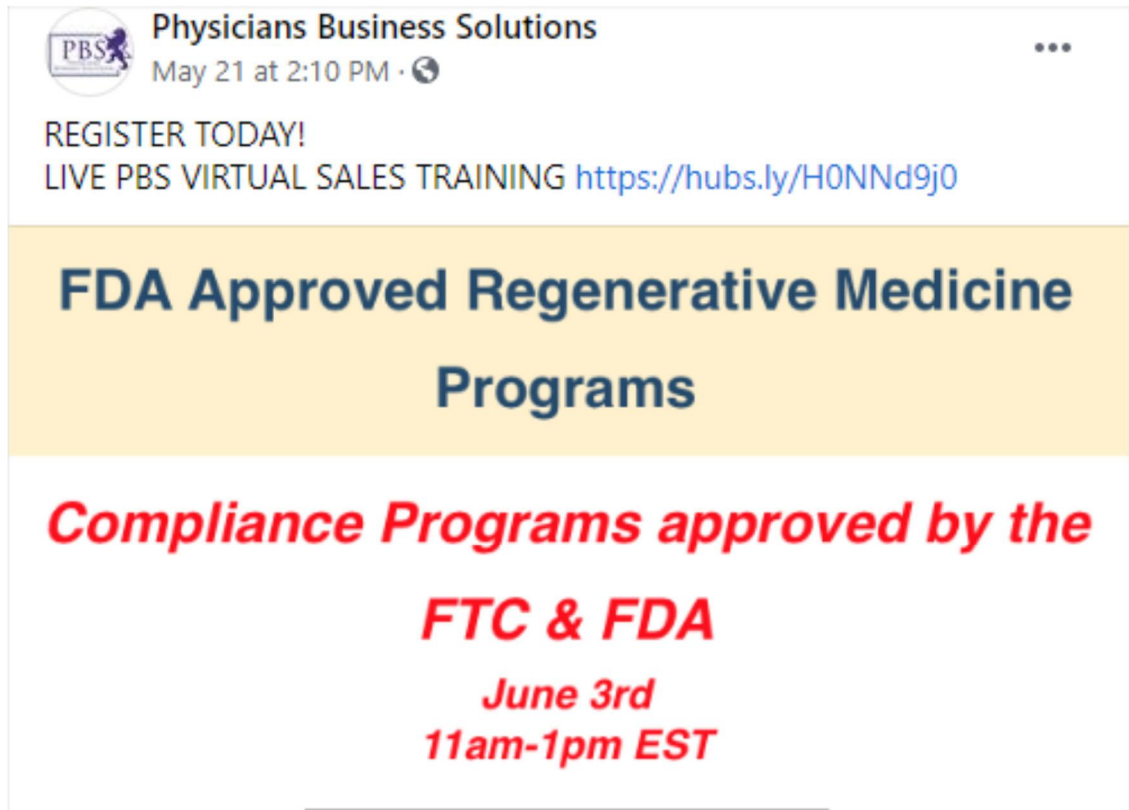 PBS
Physicians Business Solutions
May 21 at 2:10 PM ·
REGISTER TODAY!
LIVE PBS VIRTUAL SALES TRAINING https://hubs.ly/H0NNd9j0
FDA Approved Regenerative Medicine
Programs
Compliance Programs approved by the
FTC & FDA
June 3rd
11am-1pm EST